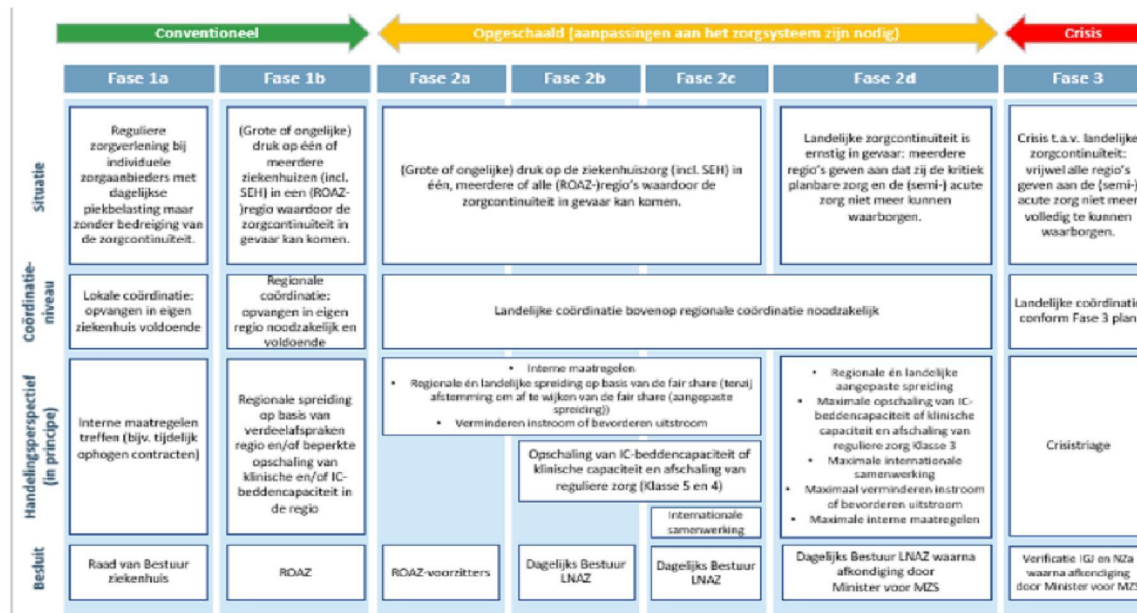 Conventioneel
Opgeschaald (aanpassingen aan het zorgsysteem zijn nodig)
Crisis
Fase 1a
Fase 1b
Fase 2a
Fase 2b
Fase 2c
Fase 2d
Fase 3
Situatie
Reguliere
zorgverlening bij
individuele
zorgaanbieders met
dagelijkse
piekbelasting maar
zonder bedreiging van
de zorgcontinuïteit.
(Grote of ongelijke)
druk op één of
meerdere
ziekenhuizen (incl.
SEH) in een (ROAZ-
)regio waardoor de
zorgcontinuïteit in
gevaar kan komen.
(Grote of ongelijke) druk op de ziekenhuiszorg (incl. SEH) in
één, meerdere of alle (ROAZ-)regio's waardoor de
zorgcontinuïteit in gevaar kan komen.
Landelijke zorgcontinuïteit is
ernstig in gevaar: meerdere
regio's geven aan dat zij de kritiek
planbare zorg en de (semi-) acute
zorg niet meer kunnen
waarborgen.
Crisis t.a.v. landelijke
zorgcontinuïteit:
vrijwel alle regio's
geven aan de (semi-)
acute zorg niet meer
volledig te kunnen
waarborgen.
Coördinatie-
niveau
Lokale coördinatie:
opvangen in eigen
ziekenhuis voldoende
Regionale
coördinatie:
opvangen in eigen
regio noodzakelijk en
voldoende
Landelijke coördinatie bovenop regionale coördinatie noodzakelijk
Landelijke coördinatie
conform Fase 3 plan
Handelingsperspectief
(in principe)
Interne maatregelen
treffen (bijv. tijdelijk
ophogen contracten)
Regionale spreiding
op basis van
verdeelafspraken
regio en/of beperkte
opschaling van
klinische en/of IC-
beddencapaciteit in
de regio
• Interne maatregelen
• Regionale én landelijke spreiding op basis van de fair share (tenzij
afstemming om af te wijken van de fair share (aangepaste
spreiding))
• Verminderen instroom of bevorderen uitstroom
Opschaling van IC-beddencapaciteit of
klinische capaciteit en afschaling van
reguliere zorg (Klasse 5 en 4)
Internationale
samenwerking
• Regionale én landelijke
aangepaste spreiding
• Maximale opschaling van IC-
beddencapaciteit of klinische
capaciteit en afschaling van
reguliere zorg Klasse 3
• Maximale internationale
samenwerking
• Maximaal verminderen instroom
of bevorderen uitstroom
• Maximale interne maatregelen
Crisistriage
Besluit
Raad van Bestuur
ziekenhuis
ROAZ
ROAZ-voorzitters
Dagelijks Bestuur
LNAZ
Dagelijks Bestuur
LNAZ
Dagelijks Bestuur LNAZ waarna
afkondiging door
Minister voor MZS
Verificatie IGJ en NZa
waarna afkondiging
door Minister voor MZS